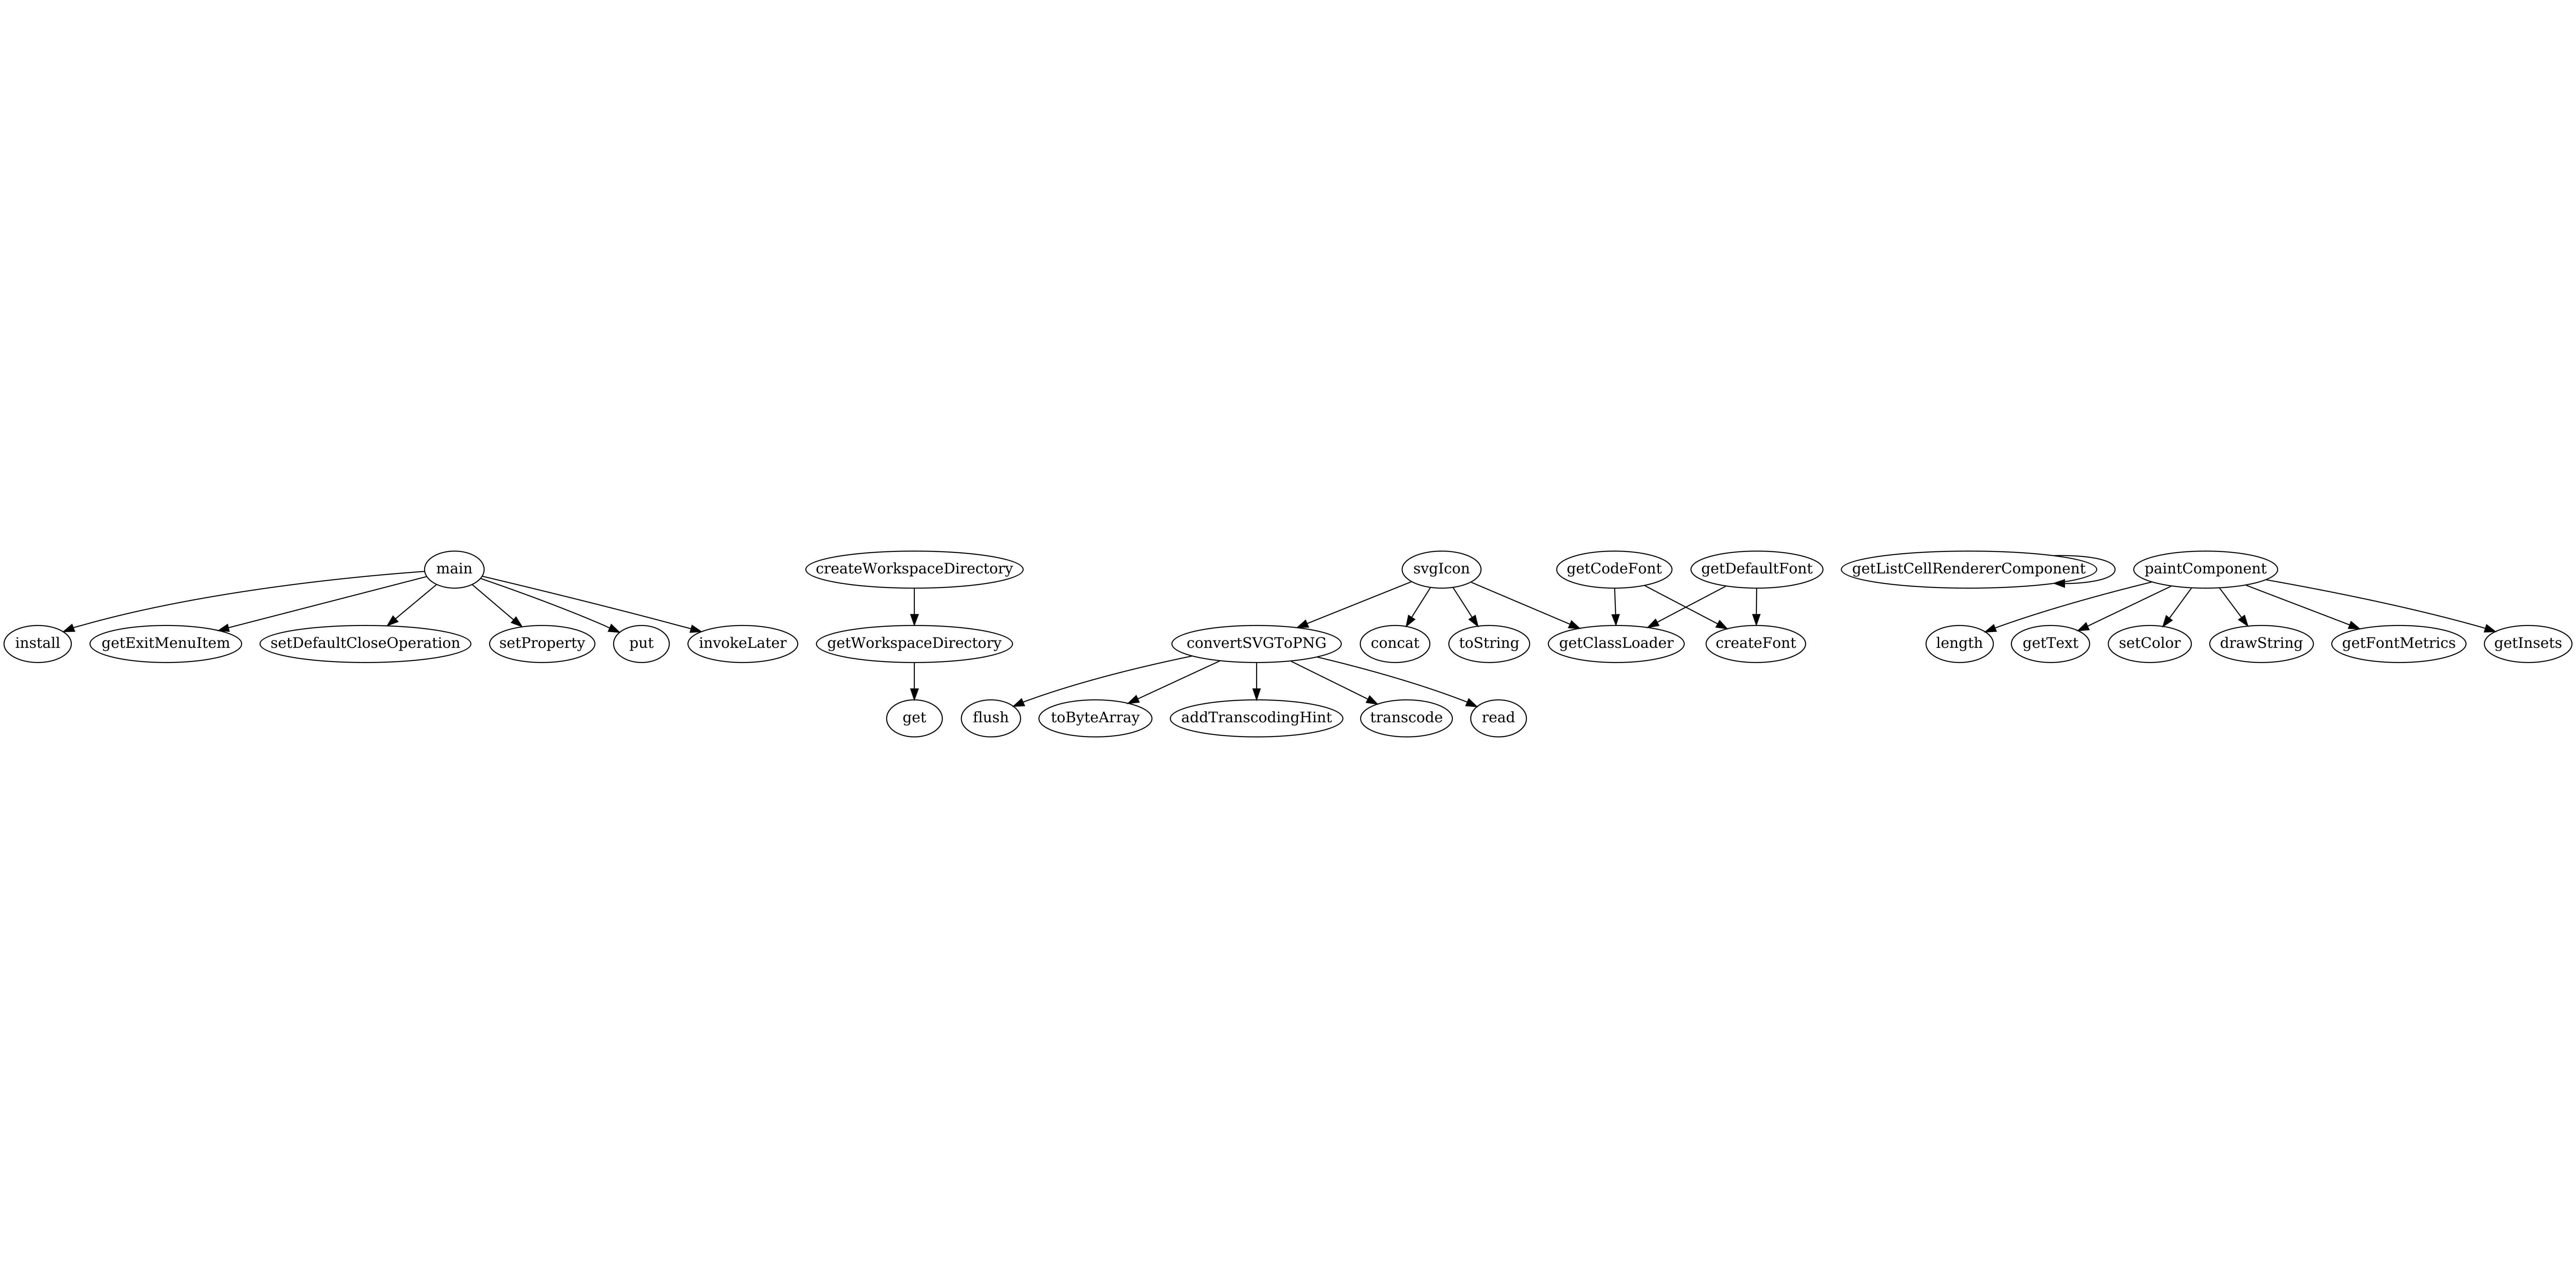 main
createWorkspaceDirectory
svgIcon
getCodeFont
getDefaultFont
getListCellRendererComponent
paintComponent
install
getExitMenuItem
setDefaultCloseOperation
setProperty
put
invokeLater
getWorkspaceDirectory
convertSVGToPNG
concat
toString
getClassLoader
createFont
length
getText
setColor
drawString
getFontMetrics
getInsets
get
flush
toByteArray
addTranscodingHint
transcode
read